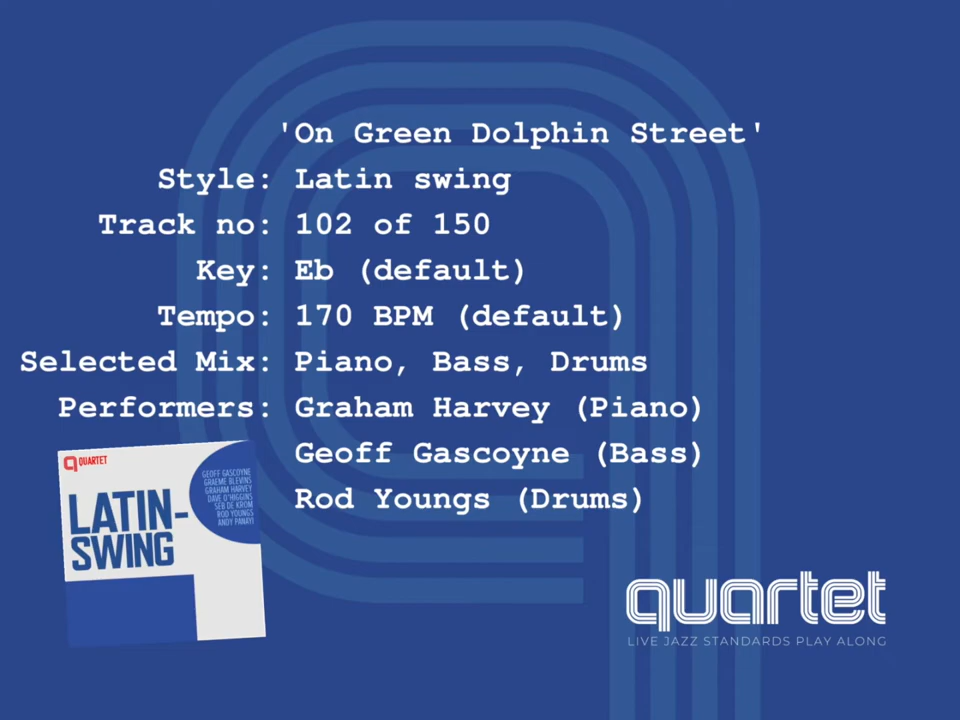 'On Green Dolphin Street'
Style: Latin swing
Track no: 102 of 150
Key: Eb (default)
Tempo: 170 BPM (default)
Selected Mix: Piano, Bass, Drums
Performers: Graham Harvey (Piano)
Geoff Gascoyne (Bass)
Rod Youngs (Drums)
QUARTET
LATIN-
SWING
GEOFF GASCOYNE
GRAEME BLEVINS
GRAHAM HARVEY
DAVE O'HIGGINS
SEB DE KROM
ROD YOUNGS
ANDY PANAYI
quartet
LIVE JAZZ STANDARDS PLAY ALONG